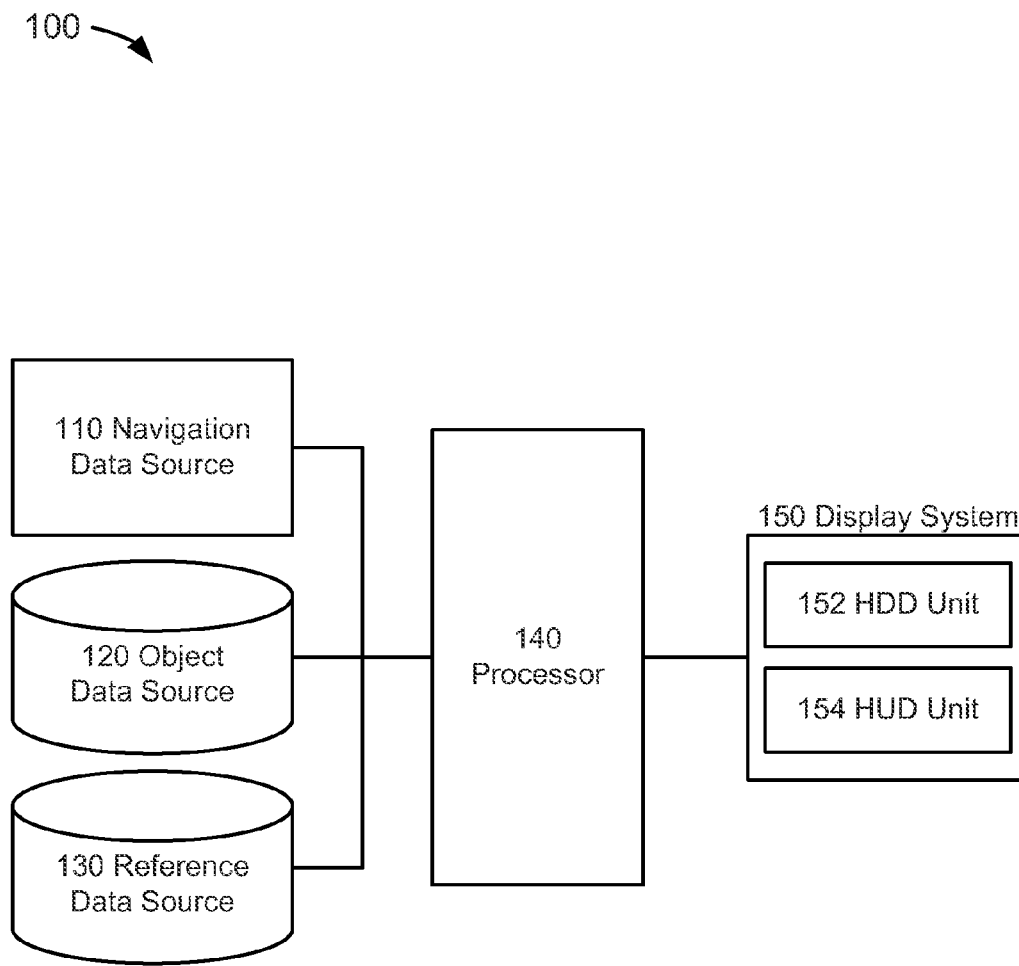 100
110 Navigation
Data Source
120 Object
Data Source
130 Reference
Data Source
140
Processor
150 Display System
152 HDD Unit
154 HUD Unit